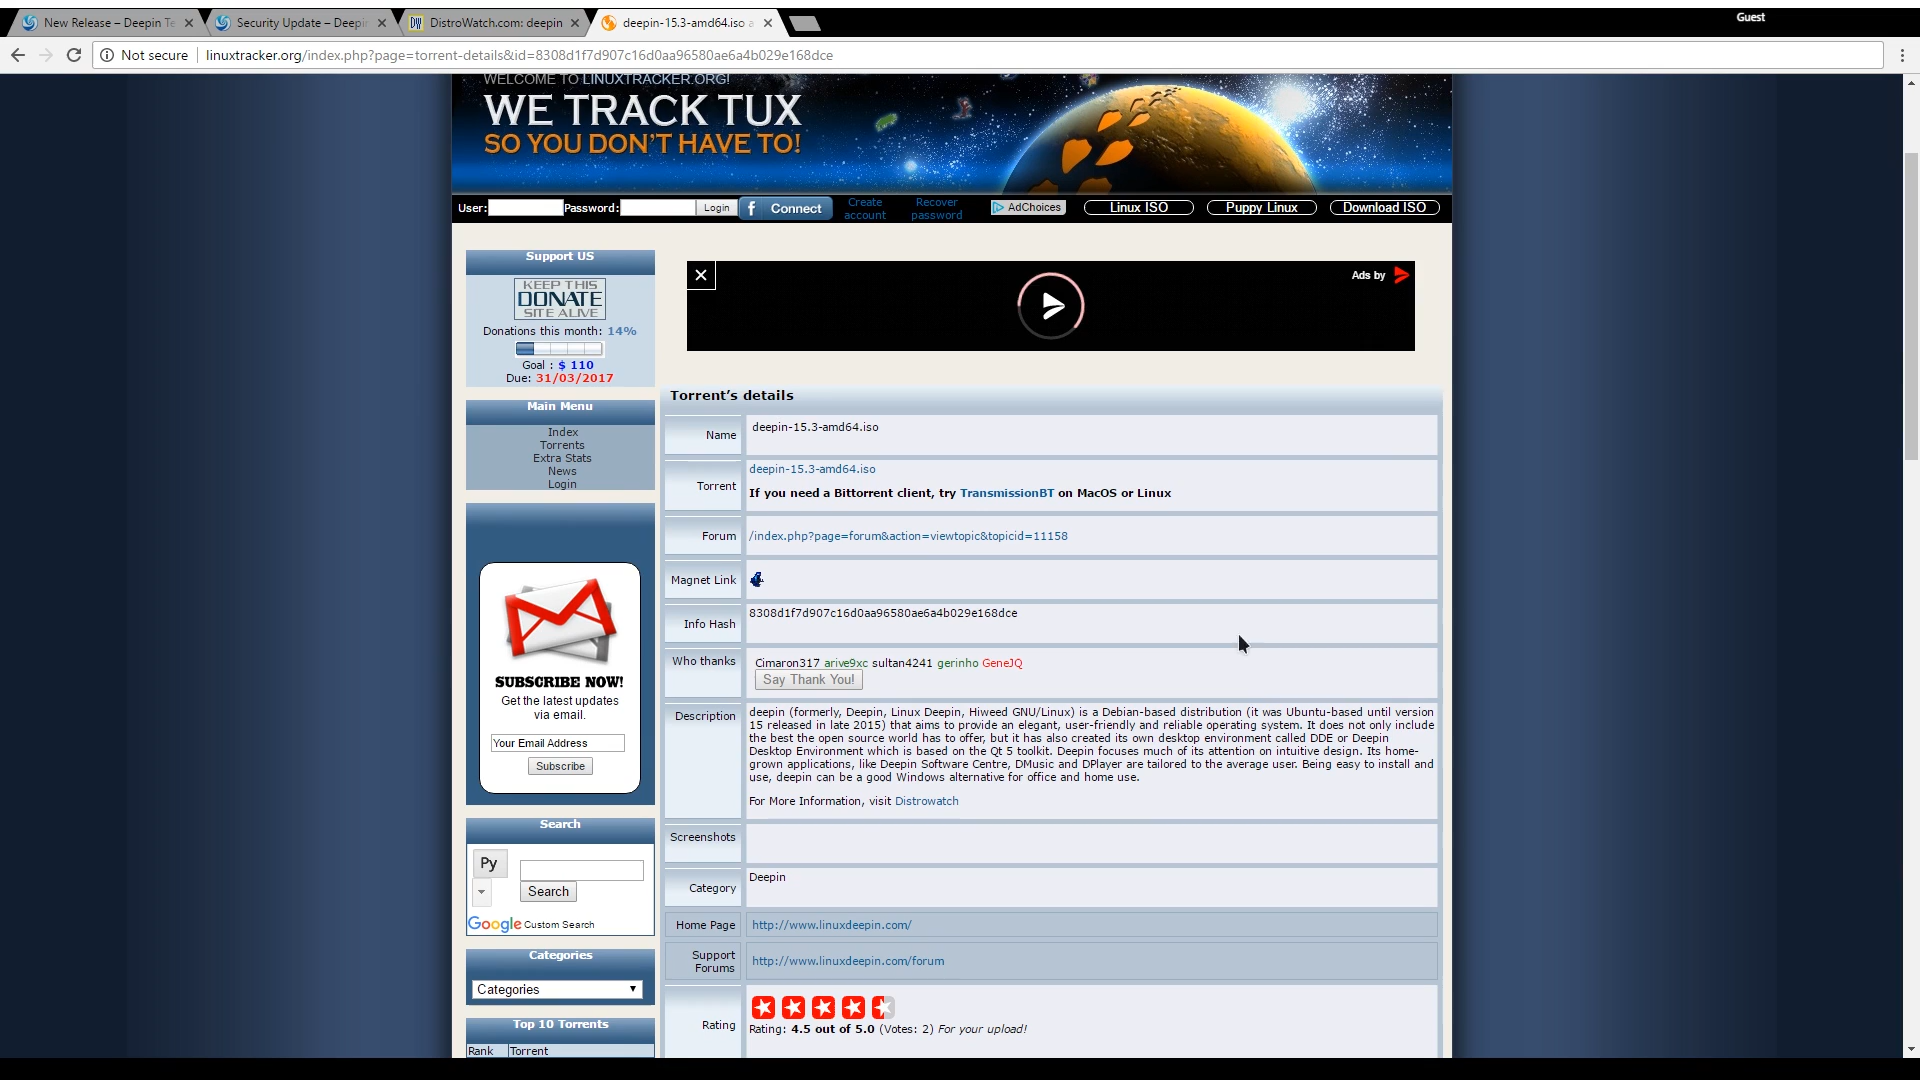 New Release – Deepin Te
Security Update – Deepin
DistroWatch.com: deepin
deepin-15.3-amd64.iso a
Guest
Not secure
linuxtracker.org/index.php?page=torrent-details&id=8308d1f7d907c16d0aa96580ae6a4b029e168dce
WELCOME TO LINUXTRACKER.ORG!
WE TRACK TUX
SO YOU DON'T HAVE TO!
User: Password: Login f Connect Create account Recover password AdChoices Linux ISO Puppy Linux Download ISO
Support US
KEEP THIS
DONATE
SITE ALIVE
Donations this month: 14%
Goal : $ 110
Due: 31/03/2017
Main Menu
Index
Torrents
Extra Stats
News
Login
SUBSCRIBE NOW!
Get the latest updates
via email.
Your Email Address
Subscribe
Search
Py
Search
Google Custom Search
Categories
Categories
Top 10 Torrents
Rank Torrent
Ads by
Torrent's details
Name deepin-15.3-amd64.iso
Torrent deepin-15.3-amd64.iso
If you need a Bittorrent client, try TransmissionBT on MacOS or Linux
Forum /index.php?page=forum&action=viewtopic&topicid=11158
Magnet Link
Info Hash 8308d1f7d907c16d0aa96580ae6a4b029e168dce
Who thanks Cimaron317 arive9xc sultan4241 gerinho GeneJQ
Say Thank You!
Description deepin (formerly, Deepin, Linux Deepin, Hiweed GNU/Linux) is a Debian-based distribution (it was Ubuntu-based until version
15 released in late 2015) that aims to provide an elegant, user-friendly and reliable operating system. It does not only include
the best the open source world has to offer, but it has also created its own desktop environment called DDE or Deepin
Desktop Environment which is based on the Qt 5 toolkit. Deepin focuses much of its attention on intuitive design. Its home-
grown applications, like Deepin Software Centre, DMusic and DPlayer are tailored to the average user. Being easy to install and
use, deepin can be a good Windows alternative for office and home use.
For More Information, visit Distrowatch
Screenshots
Category Deepin
Home Page http://www.linuxdeepin.com/
Support Forums http://www.linuxdeepin.com/forum
Rating Rating: 4.5 out of 5.0 (Votes: 2) For your upload!